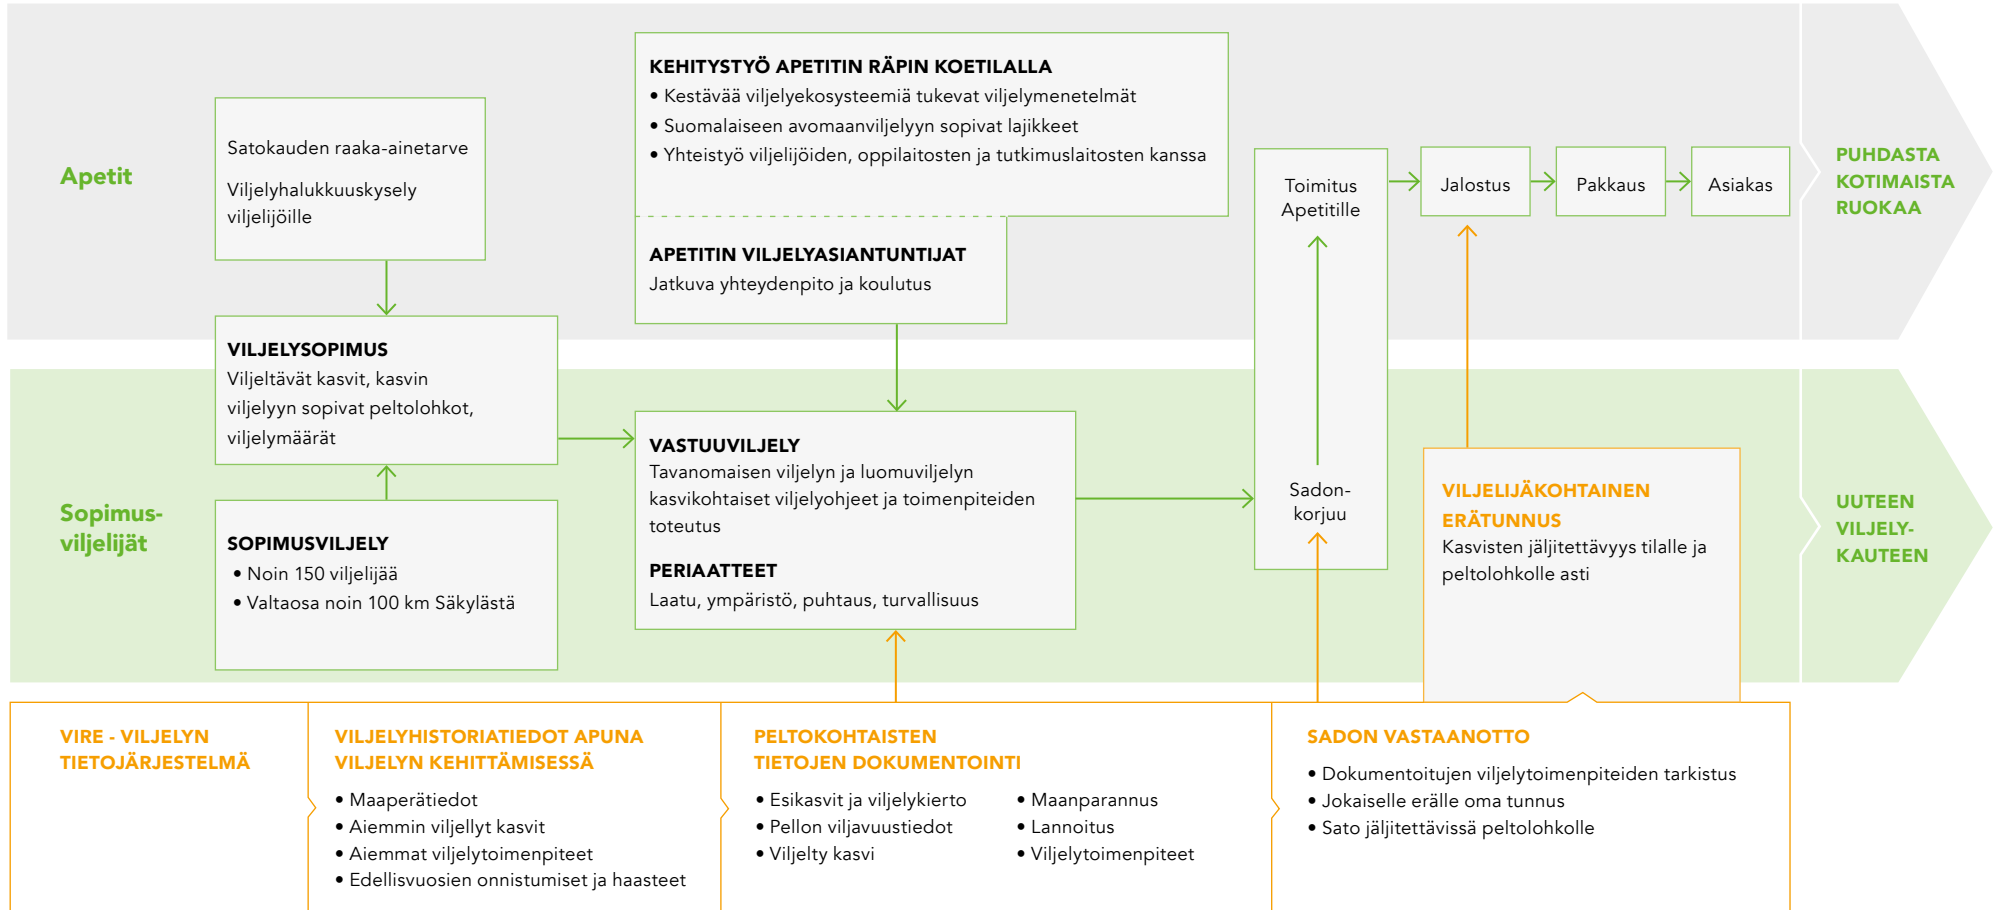 Apetit
Satokauden raaka-ainetarve
Viljelyhalukkuuskysely
viljelijöille
KEHITYSTYÖ APETITIN RÄPIN KOETILALLA
• Kestävää viljelyekosysteemiä tukevat viljelymenetelmät
• Suomalaiseen avomaanviljelyyn sopivat lajikkeet
• Yhteistyö viljelijöiden, oppilaitosten ja tutkimuslaitosten kanssa
APETITIN VILJELYASIANTUNTIJAT
Jatkuva yhteydenpito ja koulutus
Toimitus
Apetitille
Jalostus
Pakkaus
Asiakas
PUHDASTA
KOTIMAISTA
RUOKAA
VILJELYSOPIMUS
Viljeltävät kasvit, kasvin
viljelyyn sopivat peltolohkot,
viljelymäärät
Sopimus-
viljelijät
SOPIMUSVILJELY
• Noin 150 viljelijää
• Valtaosa noin 100 km Säkylästä
VASTUUVILJELY
Tavanomaisen viljelyn ja luomuviljelyn
kasvikohtaiset viljelyohjeet ja toimenpiteiden
toteutus
PERIAATTEET
Laatu, ympäristö, puhtaus, turvallisuus
Sadon-
korjuu
VILJELIJÄKOHTAINEN
ERÄTUNNUS
Kasvisten jäljitettävyys tilalle ja
peltolohkolle asti
UUTEEN
VILJELY-
KAUTEEN
VIRE - VILJELYN
TIETOJÄRJESTELMÄ
VILJELYHISTORIATIEDOT APUNA
VILJELYN KEHITTÄMISESSÄ
• Maaperätiedot
• Aiemmin viljellyt kasvit
• Aiemmat viljelytoimenpiteet
• Edellisvuosien onnistumiset ja haasteet
PELTOKOHTAISTEN
TIETOJEN DOKUMENTOINTI
• Esikasvit ja viljelykierto
• Pellon viljavuustiedot
• Viljelty kasvi
• Maanparannus
• Lannoitus
• Viljelytoimenpiteet
SADON VASTAANOTTO
• Dokumentoitujen viljelytoimenpiteiden tarkistus
• Jokaiselle erälle oma tunnus
• Sato jäljitettävissä peltolohkolle